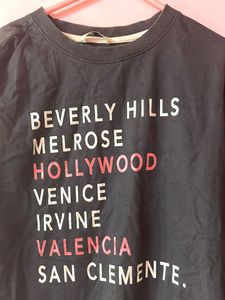 BEVERLY HILLS
MELROSE
HOLLYWOOD
VENICE
IRVINE
VALENCIA
SAN CLEMENTE.